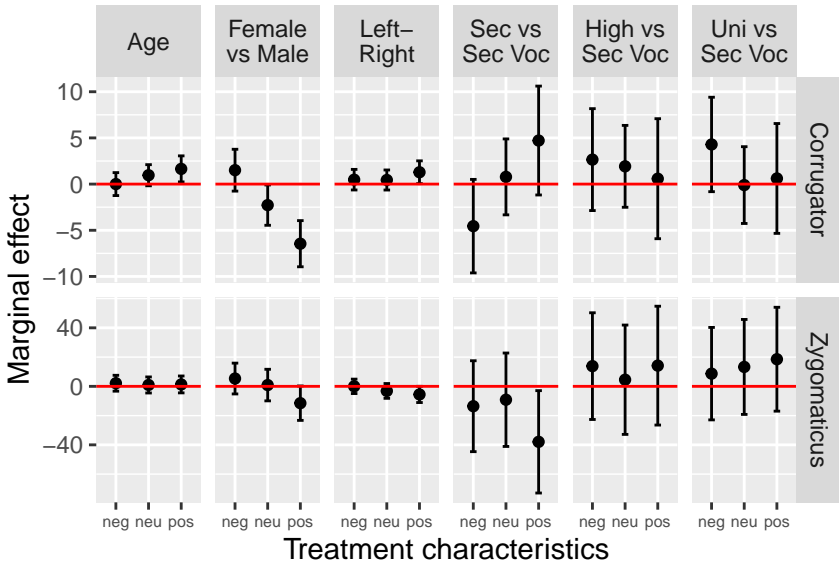 Age
Female
vs Male
Left−
Right
Sec vs
Sec Voc
High vs
Sec Voc
Uni vs
Sec Voc
Marginal effect
10
5
0
−5
−10
Corrugator
40
0
−40
Zygomaticus
neg neu pos neg neu pos neg neu pos neg neu pos neg neu pos neg neu pos
Treatment characteristics